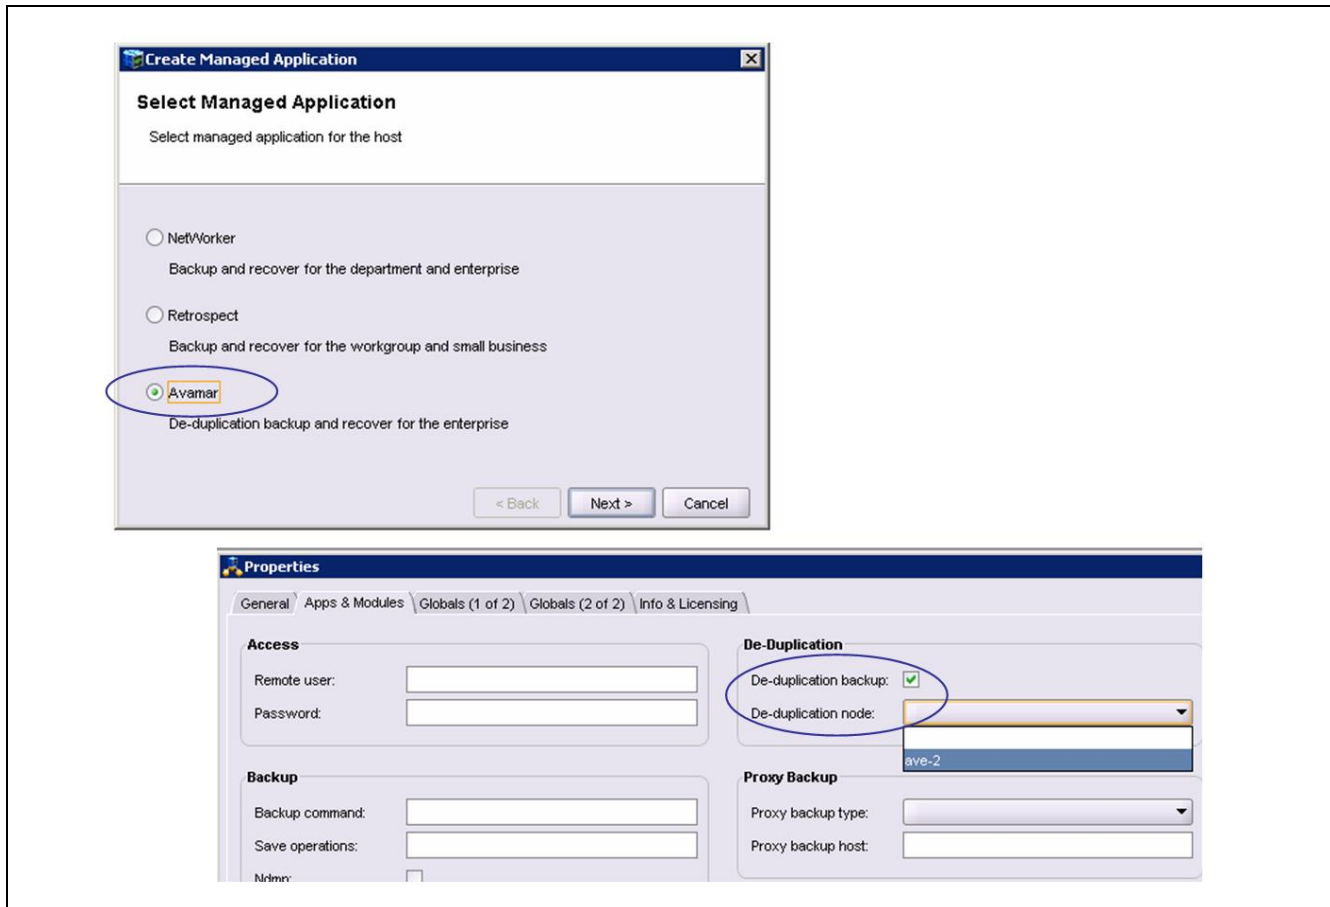 Create Managed Application
Select Managed Application
Select managed application for the host
NetWorker
Backup and recover for the department and enterprise
Retrospect
Backup and recover for the workgroup and small business
Avamar
De-duplication backup and recover for the enterprise
< Back Next > Cancel
Properties
General Apps & Modules Globals (1 of 2) Globals (2 of 2) Info & Licensing
Access
Remote user:
Password:
De-Duplication
De-duplication backup:
De-duplication node:
ave-2
Backup
Backup command:
Save operations:
Ndmp:
Proxy Backup
Proxy backup type:
Proxy backup host: